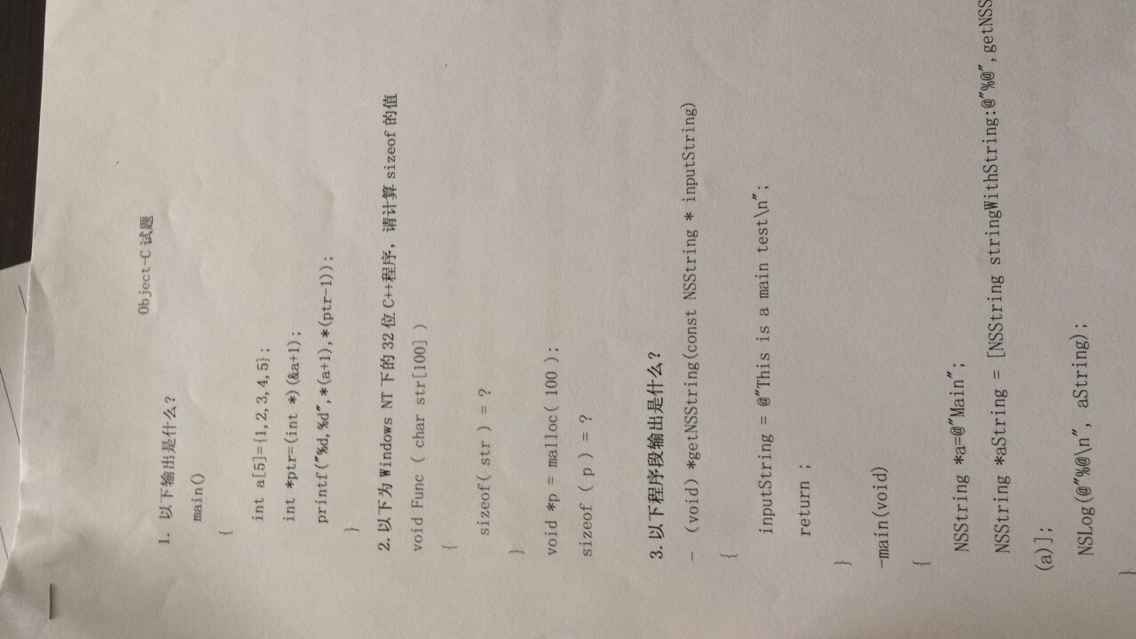 Object-C 试题
1. 以下输出是什么？
main()
{
int a[5]={1,2,3,4,5};
int *ptr=(int *)(&a+1);
printf("%d,%d",*(a+1),*(ptr-1));
}
2.以下为 Windows NT 下的 32 位 C++程序，请计算 sizeof 的值
void Func ( char str[100] )
{
sizeof( str ) = ?
}
void *p = malloc( 100 );
sizeof ( p ) = ?
3.以下程序段输出是什么？
- （void）*getNSString(const NSString * inputString)
{
inputString = @"This is a main test\n";
return ;
}
-main(void)
{
NSString *a=@"Main";
NSString *aString = [NSString stringWithString:@"%@",getNSS
(a)];
NSLog(@"%@\n", aString);
}